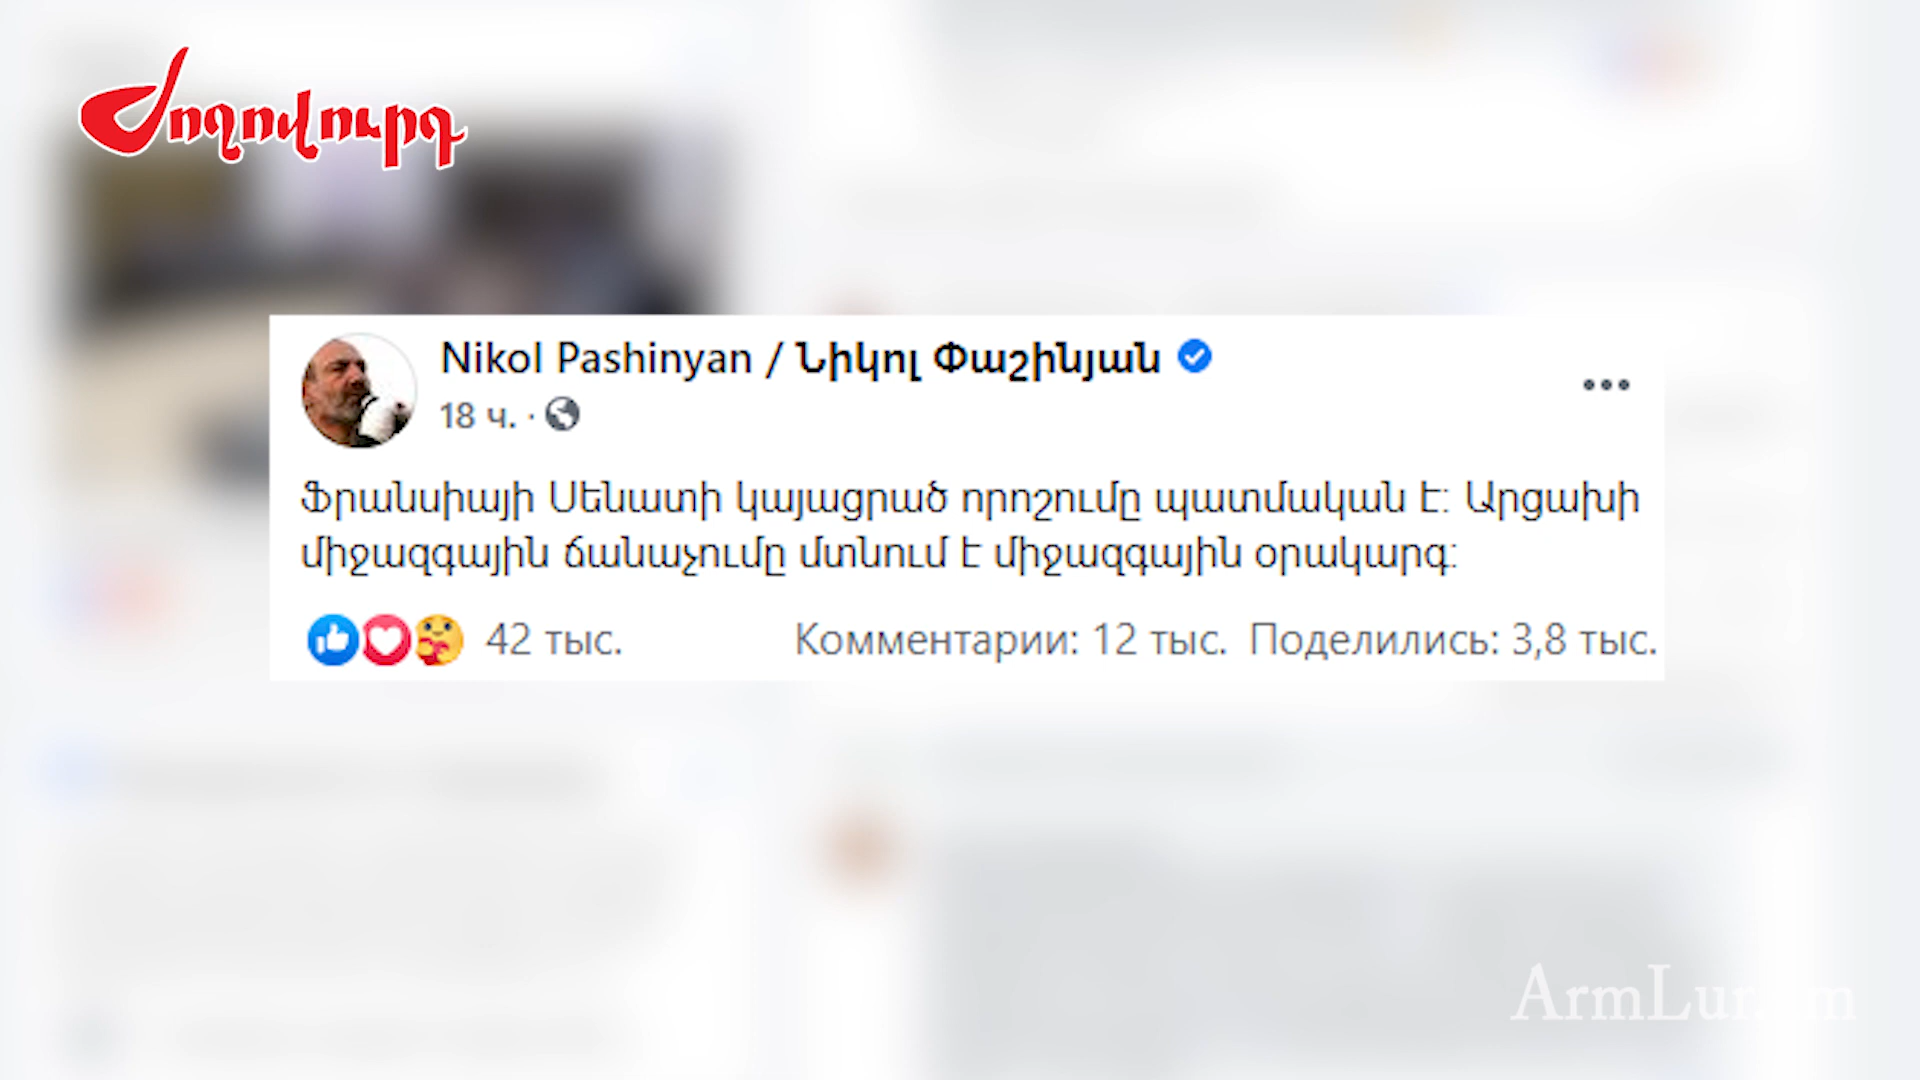 Ժողովուրդ
Nikol Pashinyan / Նիկոլ Փաշինյան
18 ч. ·
Ֆրանսիայի Սենատի կայացրած որոշումը պատմական է: Արցախի
միջազգային ճանաչումը մտնում է միջազգային օրակարգ:
42 тыс. Комментарии: 12 тыс. Поделились: 3,8 тыс.